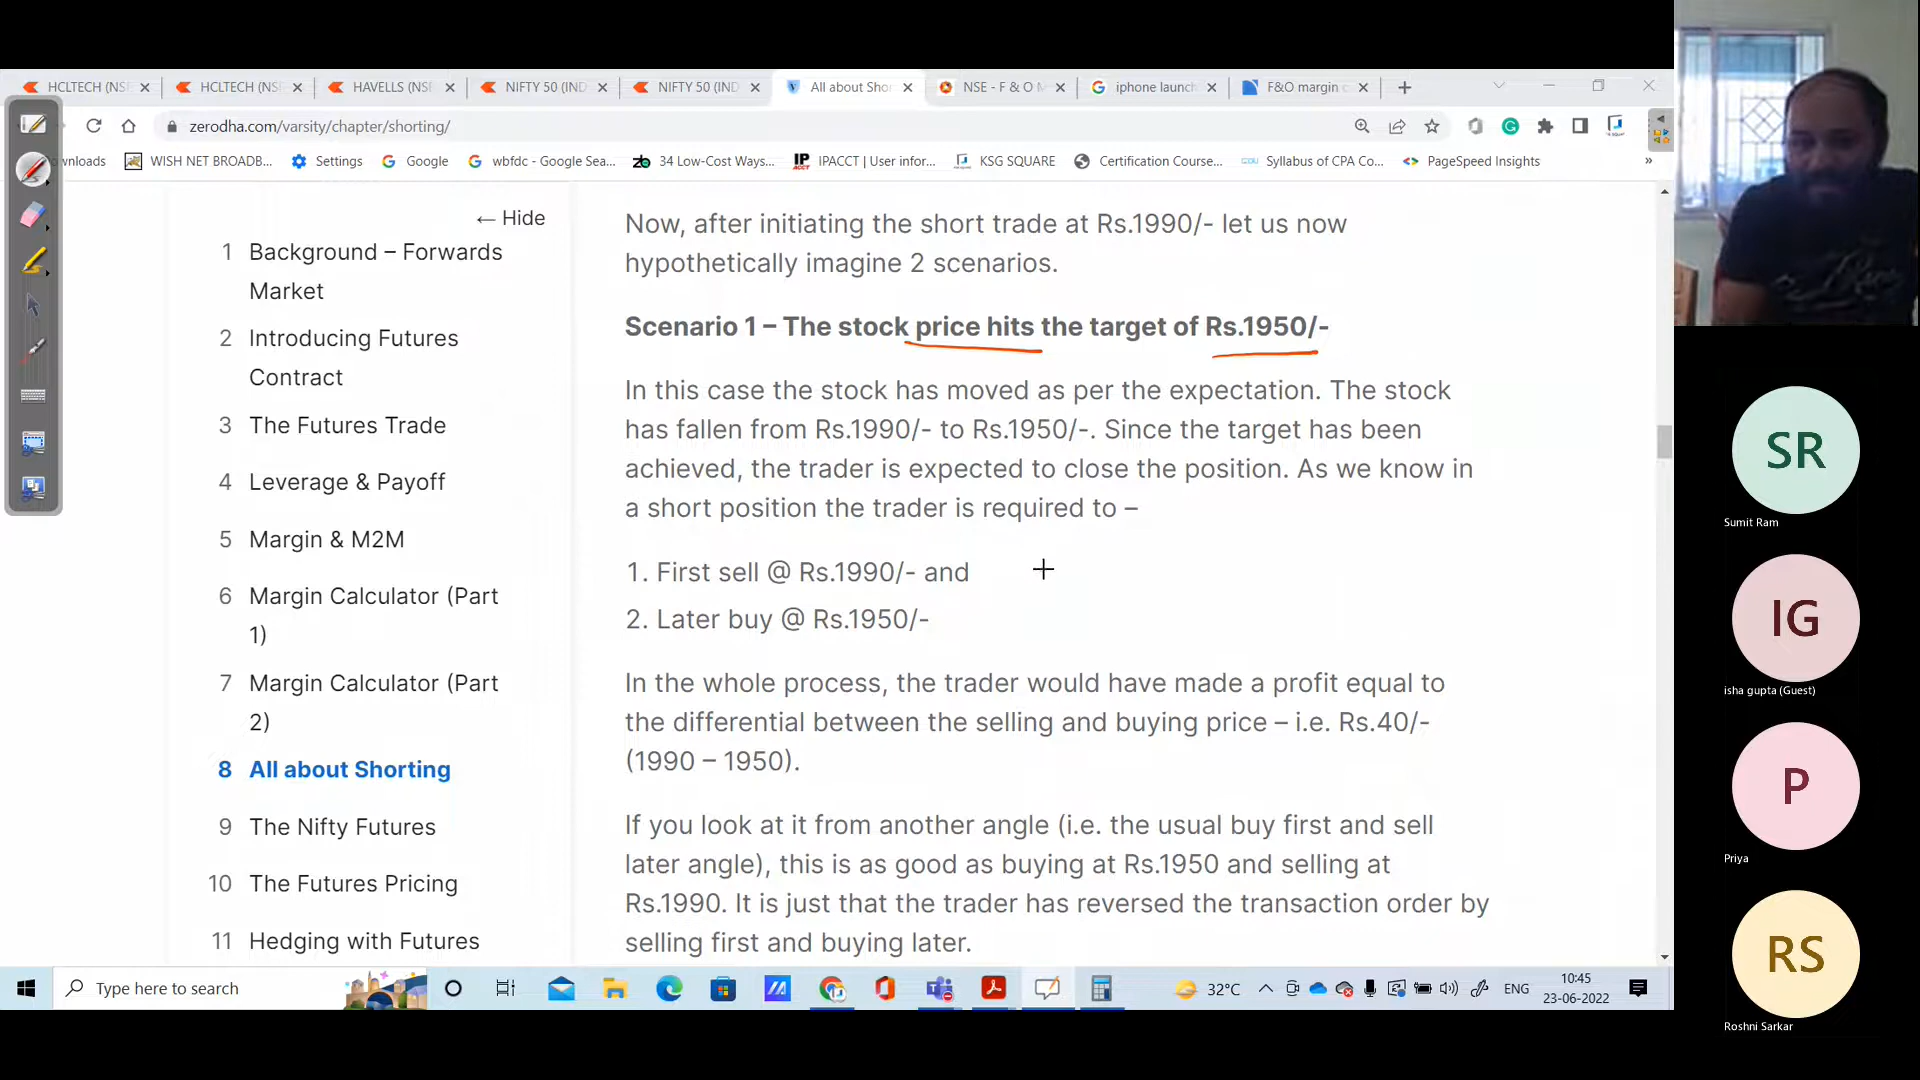 HCLTECH (NSE
HCLTECH (NSE
HAVELLS (NSE
NIFTY 50 (IND
NIFTY 50 (IND
All about Shor
NSE - F & O M
iphone launch
F&O margin c
zerodha.com/varsity/chapter/shorting/
wnloads
WISH NET BROADB...
Settings
Google
wbfdc - Google Sea...
34 Low-Cost Ways...
IPACCT | User infor...
KSG SQUARE
Certification Course...
Syllabus of CPA Co...
PageSpeed Insights
»
← Hide
1 Background – Forwards
Market
2 Introducing Futures
Contract
3 The Futures Trade
4 Leverage & Payoff
5 Margin & M2M
6 Margin Calculator (Part
1)
7 Margin Calculator (Part
2)
8 All about Shorting
9 The Nifty Futures
10 The Futures Pricing
11 Hedging with Futures
Now, after initiating the short trade at Rs.1990/- let us now
hypothetically imagine 2 scenarios.
Scenario 1 – The stock price hits the target of Rs.1950/-
In this case the stock has moved as per the expectation. The stock
has fallen from Rs.1990/- to Rs.1950/-. Since the target has been
achieved, the trader is expected to close the position. As we know in
a short position the trader is required to –
1. First sell @ Rs.1990/- and
2. Later buy @ Rs.1950/-
In the whole process, the trader would have made a profit equal to
the differential between the selling and buying price – i.e. Rs.40/-
(1990 – 1950).
If you look at it from another angle (i.e. the usual buy first and sell
later angle), this is as good as buying at Rs.1950 and selling at
Rs.1990. It is just that the trader has reversed the transaction order by
selling first and buying later.
Type here to search
32°C
ENG
10:45
23-06-2022
SR
Sumit Ram
IG
isha gupta (Guest)
P
Priya
RS
Roshni Sarkar